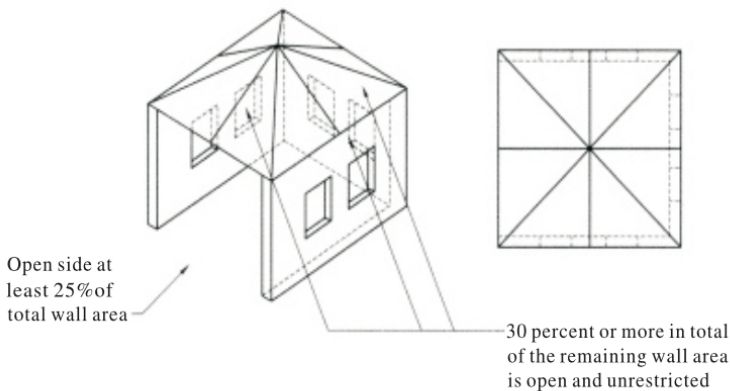 Open side at
least 25%of
total wall area
30 percent or more in total
of the remaining wall area
is open and unrestricted